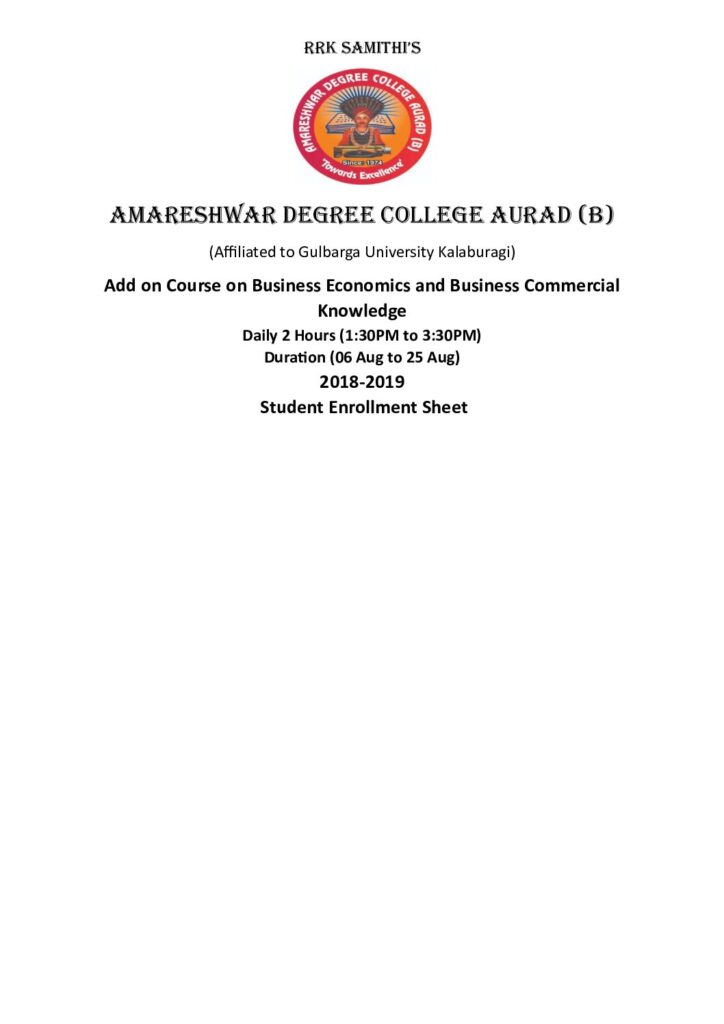 RRK SAMITHI'S
AMARESHWAR DEGREE COLLEGE AURAD (B)
Since: 1974
'Towards Excellence'
AMARESHWAR DEGREE COLLEGE AURAD (B)
(Affiliated to Gulbarga University Kalaburagi)
Add on Course on Business Economics and Business Commercial
Knowledge
Daily 2 Hours (1:30PM to 3:30PM)
Duration (06 Aug to 25 Aug)
2018-2019
Student Enrollment Sheet